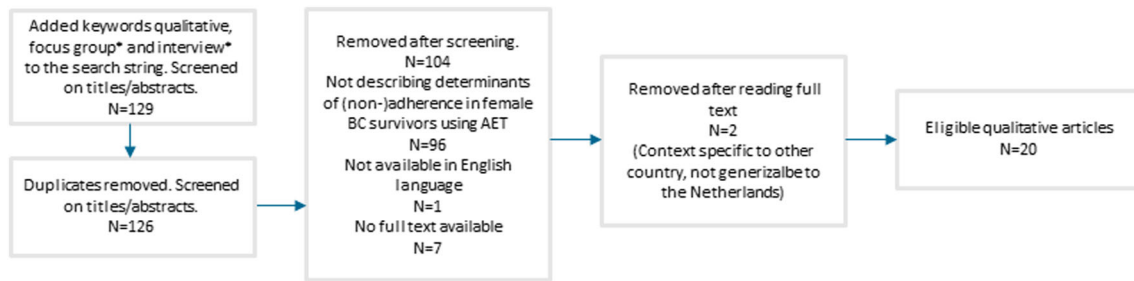 Added keywords qualitative,
focus group* and interview*
to the search string. Screened
on titles/abstracts.
N=129
Duplicates removed. Screened
on titles/abstracts.
N=126
Removed after screening.
N=104
Not describing determinants
of (non-)adherence in female
BC survivors using AET
N=96
Not available in English
language
N=1
No full text available
N=7
Removed after reading full
text
N=2
(Context specific to other
country, not generizalbe to
the Netherlands)
Eligible qualitative articles
N=20